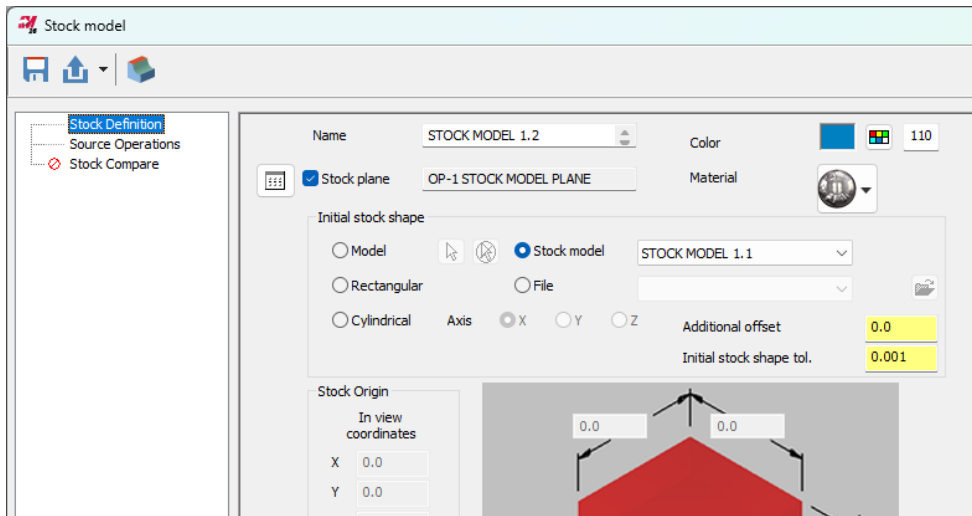 Stock model
Stock Definition
Source Operations
Stock Compare
Name STOCK MODEL 1.2 Color 110
Stock plane OP-1 STOCK MODEL PLANE Material
Initial stock shape
Model Stock model STOCK MODEL 1.1
Rectangular File
Cylindrical Axis X Y Z Additional offset 0.0
Initial stock shape tol. 0.001
Stock Origin
In view
coordinates
0.0 0.0
X 0.0
Y 0.0